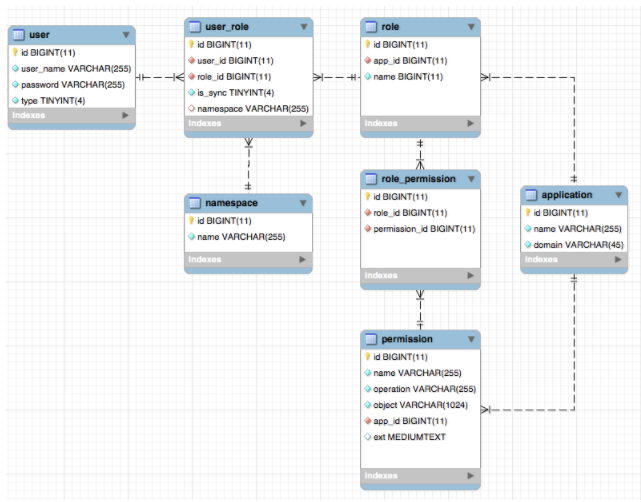 user
id BIGINT(11)
user_name VARCHAR(255)
password VARCHAR(255)
type TINYINT(4)
Indexes
user_role
id BIGINT(11)
user_id BIGINT(11)
role_id BIGINT(11)
is_sync TINYINT(4)
namespace VARCHAR(255)
Indexes
role
id BIGINT(11)
app_id BIGINT(11)
name BIGINT(11)
Indexes
namespace
id BIGINT(11)
name VARCHAR(255)
Indexes
role_permission
id BIGINT(11)
role_id BIGINT(11)
permission_id BIGINT(11)
Indexes
application
id BIGINT(11)
name VARCHAR(255)
domain VARCHAR(45)
Indexes
permission
id BIGINT(11)
name VARCHAR(255)
operation VARCHAR(255)
object VARCHAR(1024)
app_id BIGINT(11)
ext MEDIUMTEXT
Indexes